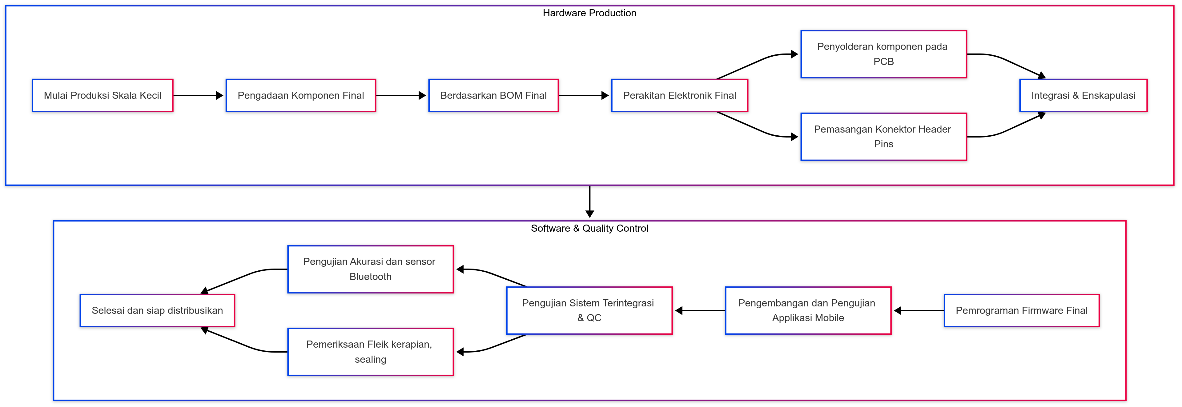 Hardware Production
Mulai Produksi Skala Kecil
Pengadaan Komponen Final
Berdasarkan BOM Final
Perakitan Elektronik Final
Penyolderan komponen pada
PCB
Pemasangan Konektor Header
Pins
Integrasi & Enskapulasi
Software & Quality Control
Pemrograman Firmware Final
Pengembangan dan Pengujian
Applikasi Mobile
Pengujian Sistem Terintegrasi
& QC
Pengujian Akurasi dan sensor
Bluetooth
Pemeriksaan Fleik kerapian,
sealing
Selesai dan siap distribusikan